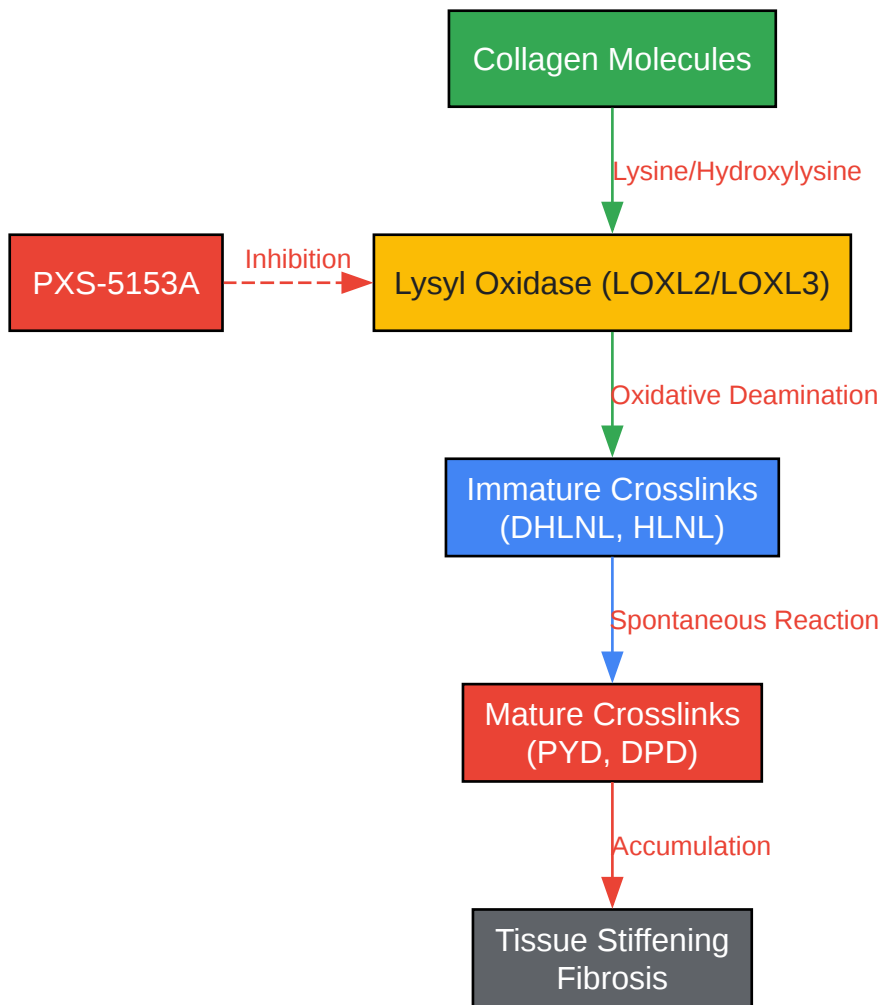 Collagen Molecules
Lysine/Hydroxylysine
PXS-5153A
Inhibition
Lysyl Oxidase (LOXL2/LOXL3)
Oxidative Deamination
Immature Crosslinks
(DHLNL, HLNL)
Spontaneous Reaction
Mature Crosslinks
(PYD, DPD)
Accumulation
Tissue Stiffening
Fibrosis